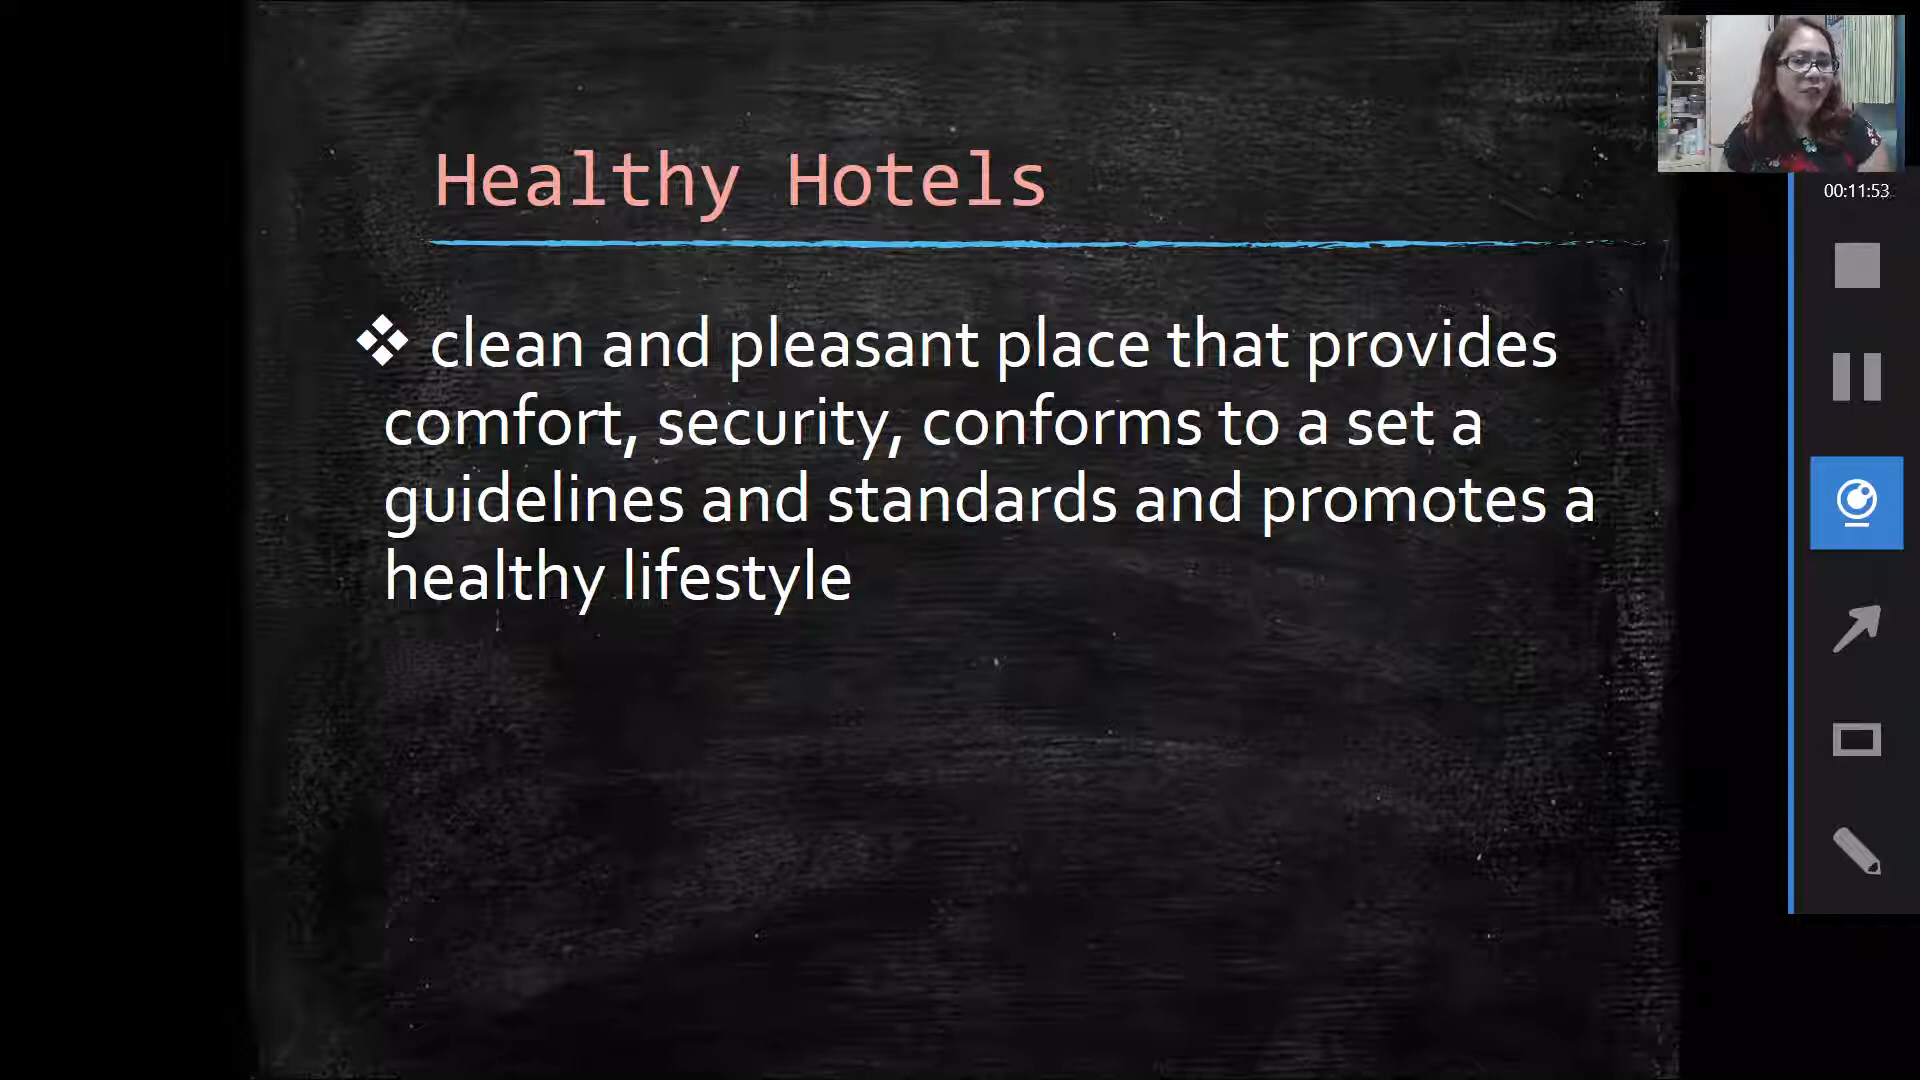 Healthy Hotels
00:11:53
❖ clean and pleasant place that provides
comfort, security, conforms to a set a
guidelines and standards and promotes a
healthy lifestyle